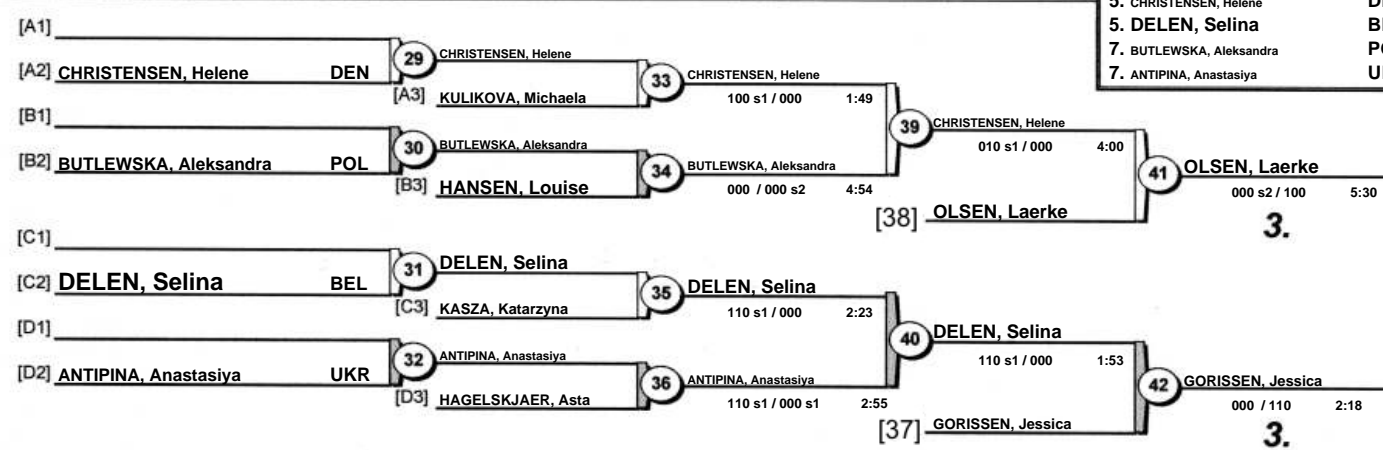 5. CHRISTENSEN, Helene
5. DELEN, Selina
7. BUTLEWSKA, Aleksandra
7. ANTIPINA, Anastasiya
[A1]
[A2] CHRISTENSEN, Helene DEN
29 CHRISTENSEN, Helene
[A3] KULIKOVA, Michaela
33 CHRISTENSEN, Helene
100 s1 / 000 1:49
[B1]
[B2] BUTLEWSKA, Aleksandra POL
30 BUTLEWSKA, Aleksandra
[B3] HANSEN, Louise
34 BUTLEWSKA, Aleksandra
000 / 000 s2 4:54
39 CHRISTENSEN, Helene
010 s1 / 000 4:00
[38] OLSEN, Laerke
41 OLSEN, Laerke
000 s2 / 100 5:30
3.
[C1]
[C2] DELEN, Selina BEL
31 DELEN, Selina
[C3] KASZA, Katarzyna
35 DELEN, Selina
110 s1 / 000 2:23
[D1]
[D2] ANTIPINA, Anastasiya UKR
32 ANTIPINA, Anastasiya
[D3] HAGELSKJAER, Asta
36 ANTIPINA, Anastasiya
110 s1 / 000 s1 2:55
40 DELEN, Selina
110 s1 / 000 1:53
[37] GORISSEN, Jessica
42 GORISSEN, Jessica
000 / 110 2:18
3.